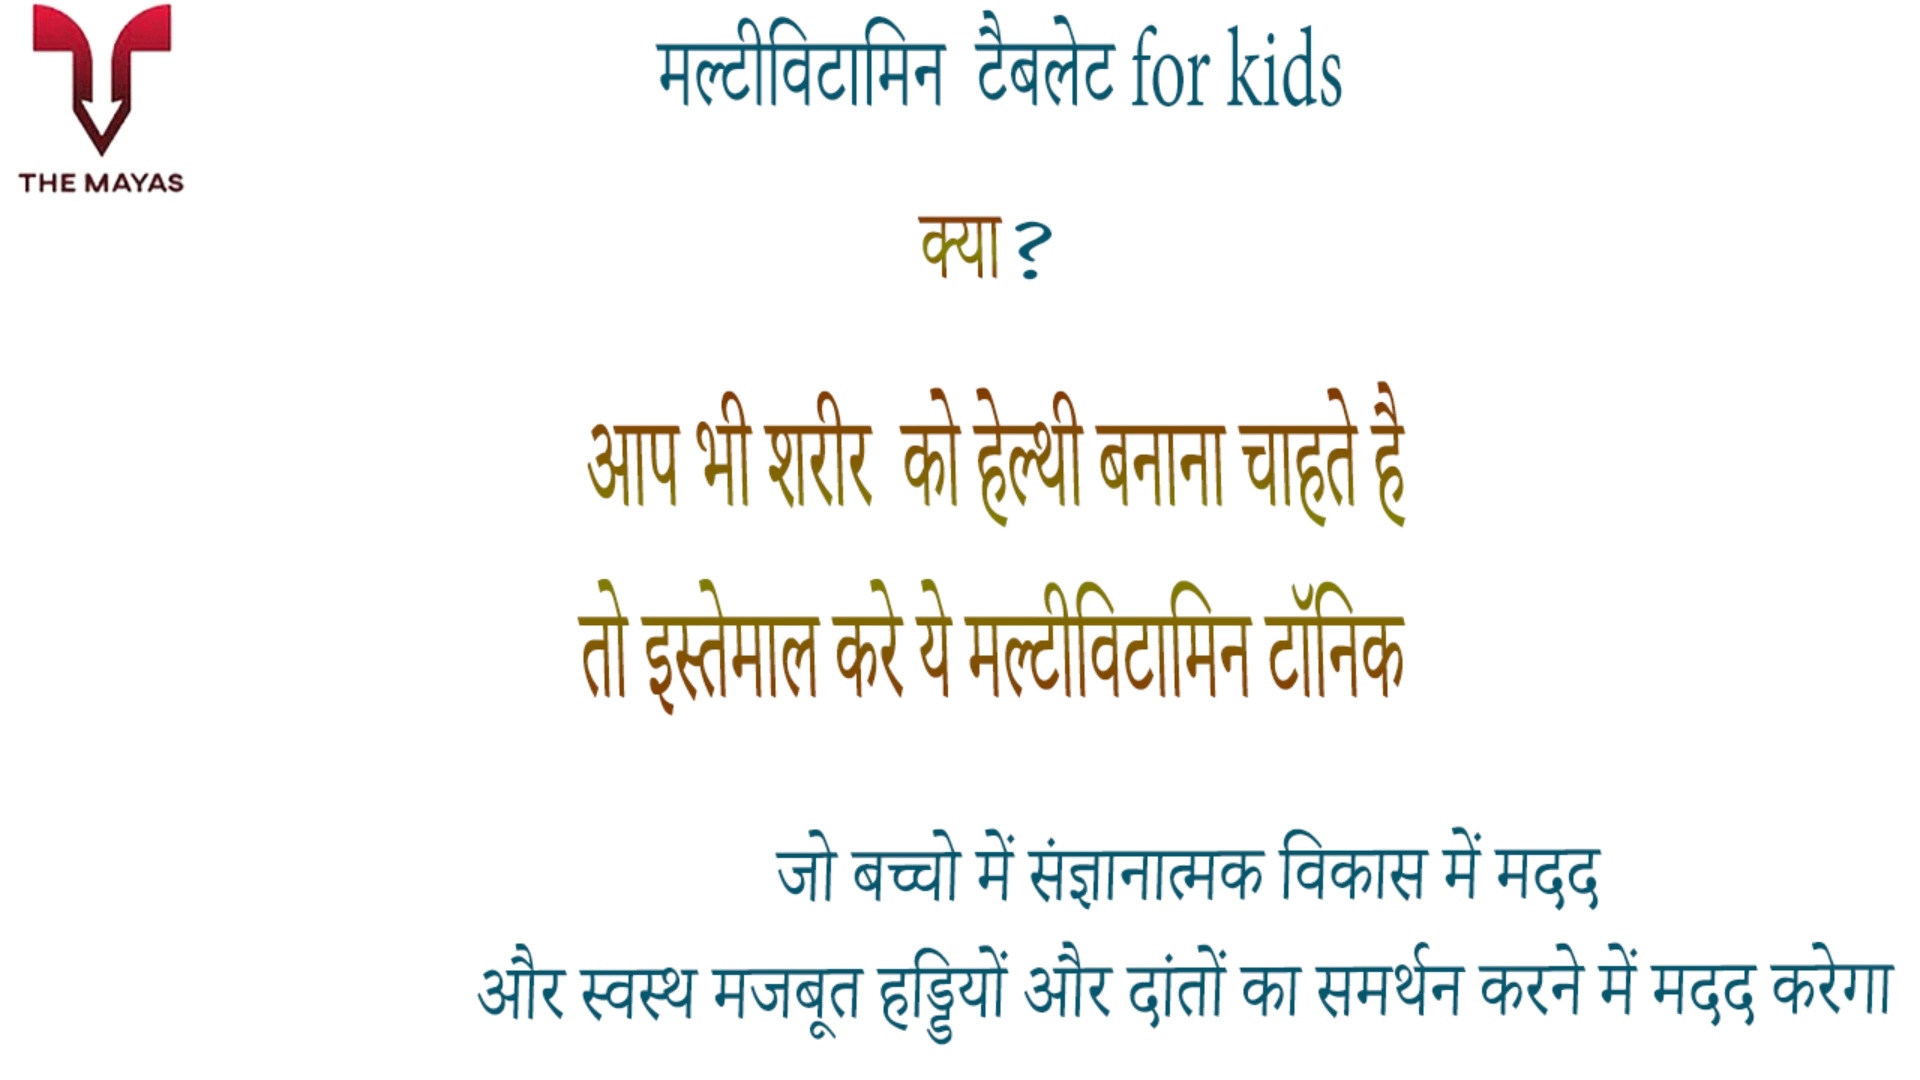 THE MAYAS
मल्टीविटामिन टैबलेट for kids
क्या ?
आप भी शरीर को हेल्थी बनाना चाहते है
तो इस्तेमाल करे ये मल्टीविटामिन टॉनिक
जो बच्चो में संज्ञानात्मक विकास में मदद
और स्वस्थ मजबूत हड्डियों और दांतों का समर्थन करने में मदद करेगा